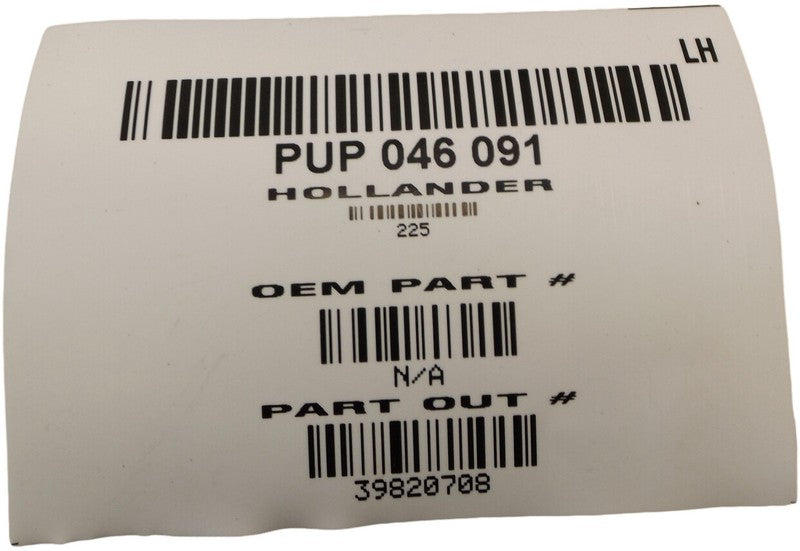 LH
PUP 046 091
HOLLANDER
225
OEM PART #
N/A
PART OUT #
39820708